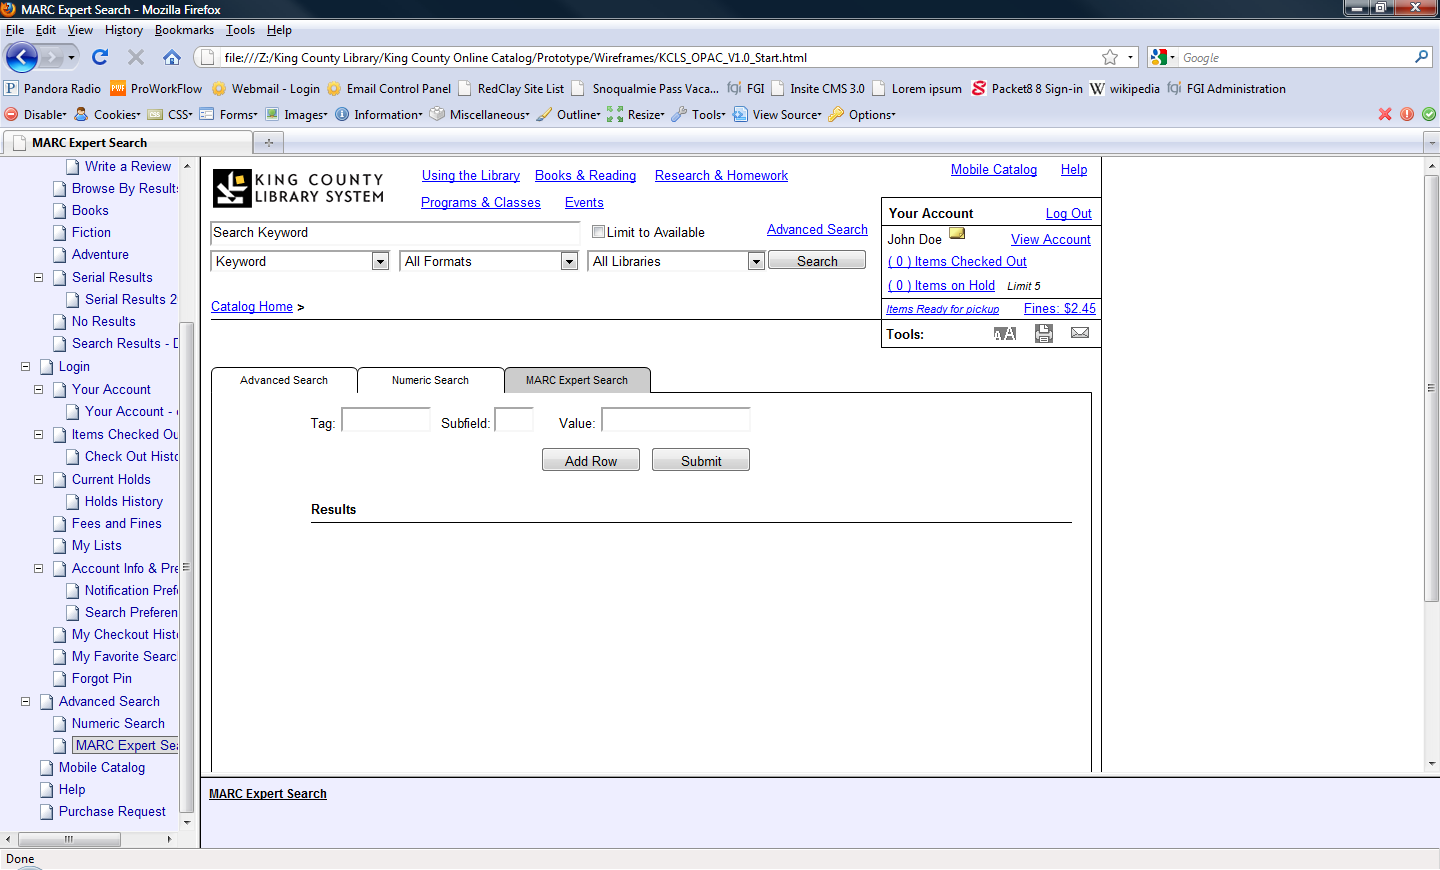 MARC Expert Search - Mozilla Firefox
File Edit View History Bookmarks Tools Help
file:///Z:/King County Library/King County Online Catalog/Prototype/Wireframes/KCLS_OPAC_V1.0_Start.html
Google
Pandora Radio ProWorkFlow Webmail - Login Email Control Panel RedClay Site List Snoqualmie Pass Vaca... FGI Insite CMS 3.0 Lorem ipsum Packet8 8 Sign-in wikipedia FGI Administration
Disable Cookies CSS Forms Images Information Miscellaneous Outline Resize Tools View Source Options
MARC Expert Search
Write a Review
Browse By Results
Books
Fiction
Adventure
Serial Results
Serial Results 2
No Results
Search Results - D
Login
Your Account
Your Account -
Items Checked Ou
Check Out Histo
Current Holds
Holds History
Fees and Fines
My Lists
Account Info & Pre
Notification Pref
Search Preferen
My Checkout Histo
My Favorite Searc
Forgot Pin
Advanced Search
Numeric Search
MARC Expert Sea
Mobile Catalog
Help
Purchase Request
KING COUNTY
LIBRARY SYSTEM
Using the Library Books & Reading Research & Homework
Programs & Classes Events
Mobile Catalog Help
Search Keyword
Limit to Available
Advanced Search
Keyword All Formats All Libraries Search
Your Account Log Out
John Doe View Account
( 0 ) Items Checked Out
( 0 ) Items on Hold Limit 5
Items Ready for pickup Fines: $2.45
Tools: AA
Catalog Home >
Advanced Search Numeric Search MARC Expert Search
Tag: Subfield: Value:
Add Row Submit
Results
MARC Expert Search
Done